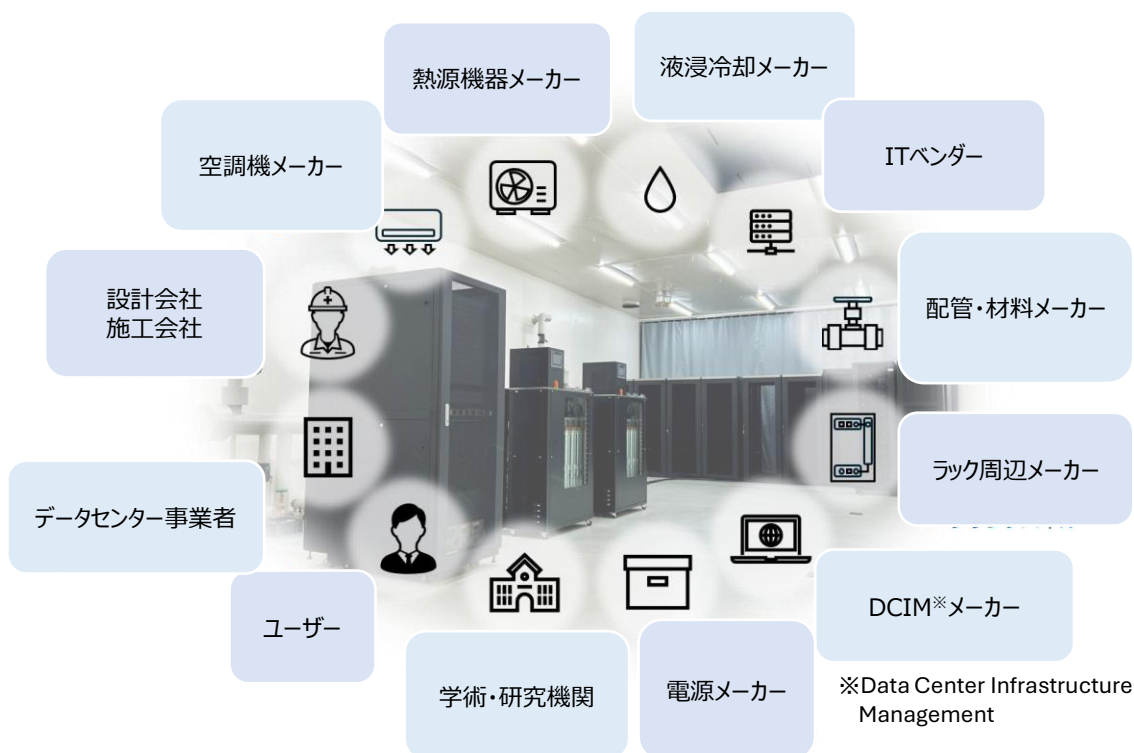 熱源機器メーカー
液浸冷却メーカー
空調機メーカー
ITベンダー
設計会社
施工会社
配管・材料メーカー
データセンター事業者
ラック周辺メーカー
ユーザー
DCIM※メーカー
学術・研究機関
電源メーカー
※Data Center Infrastructure
Management